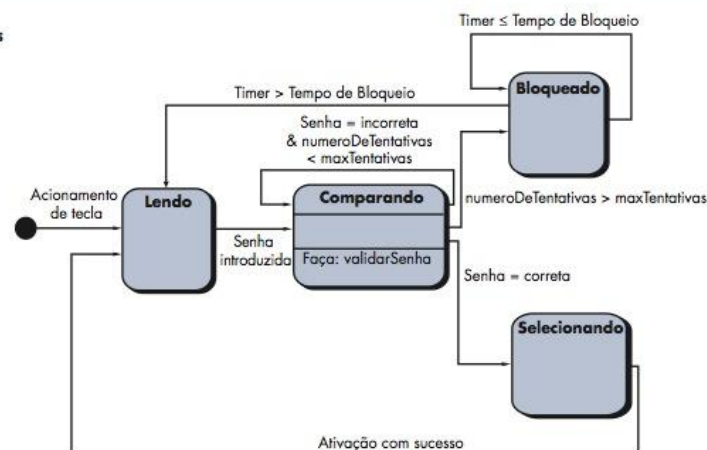 s
Timer ≤ Tempo de Bloqueio
Bloqueado
Timer > Tempo de Bloqueio
Senha = incorreta
& numeroDeTentativas
< maxTentativas
Acionamento
de tecla
Lendo
Comparando
numeroDeTentativas > maxTentativas
Senha
introduzida
Faça: validarSenha
Senha = correta
Selecionando
Ativação com sucesso